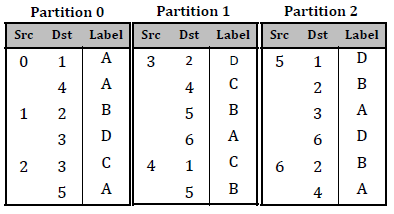 Partition 0 Partition 1 Partition 2
Src Dst Label Src Dst Label Src Dst Label
0 1 A 3 2 D 5 1 D
4 A 4 C 2 B
1 2 B 5 B 3 A
3 D 6 A 6 D
2 3 C 4 1 C 6 2 B
5 A 5 B 4 A